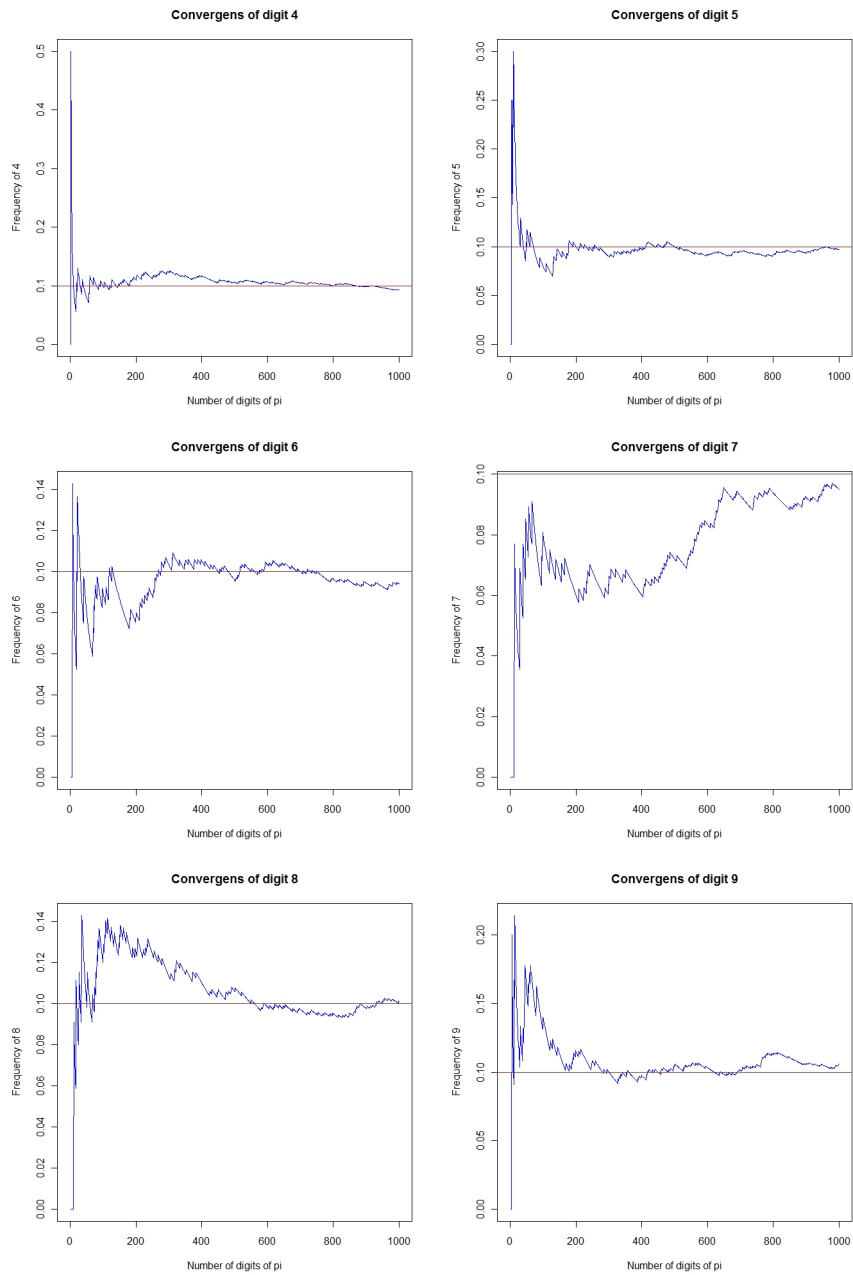 Convergens of digit 4
Frequency of 4
0.5
0.4
0.3
0.2
0.1
0.0
0 200 400 600 800 1000
Number of digits of pi
Convergens of digit 5
Frequency of 5
0.30
0.25
0.20
0.15
0.10
0.05
0.00
0 200 400 600 800 1000
Number of digits of pi
Convergens of digit 6
Frequency of 6
0.14
0.12
0.10
0.08
0.06
0.04
0.02
0.00
0 200 400 600 800 1000
Number of digits of pi
Convergens of digit 7
Frequency of 7
0.10
0.08
0.06
0.04
0.02
0.00
0 200 400 600 800 1000
Number of digits of pi
Convergens of digit 8
Frequency of 8
0.14
0.12
0.10
0.08
0.06
0.04
0.02
0.00
0 200 400 600 800 1000
Number of digits of pi
Convergens of digit 9
Frequency of 9
0.20
0.15
0.10
0.05
0.00
0 200 400 600 800 1000
Number of digits of pi